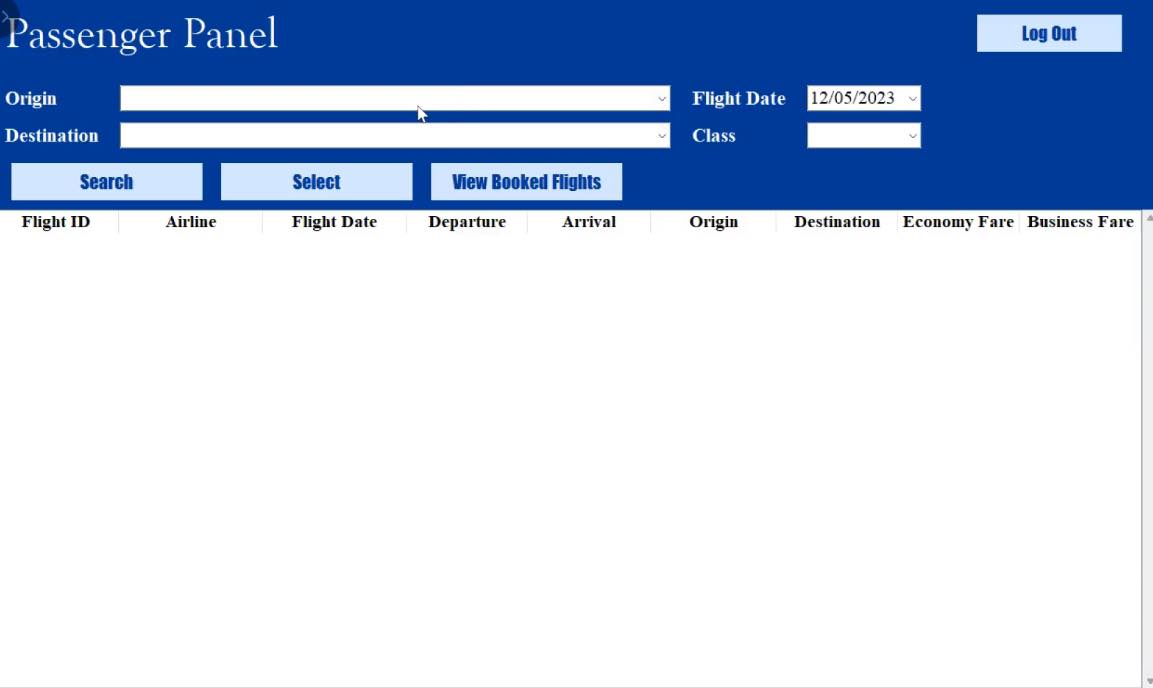 Passenger Panel
Log Out
Origin
Flight Date 12/05/2023
Destination
Class
Search Select View Booked Flights
Flight ID Airline Flight Date Departure Arrival Origin Destination Economy Fare Business Fare